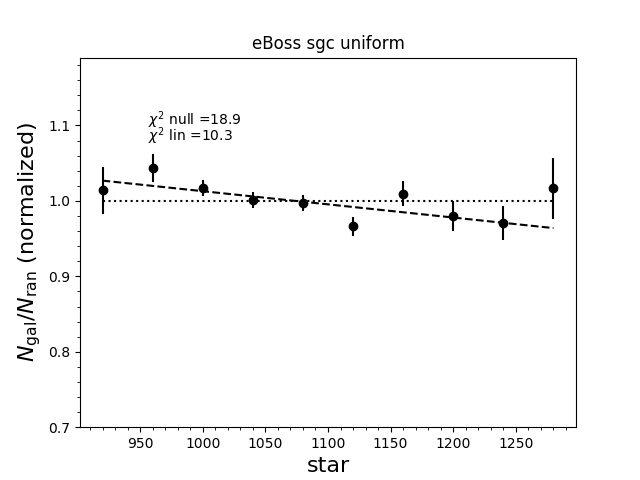 eBoss sgc uniform
χ² null =18.9
χ² lin =10.3
1.1
1.0
0.9
0.8
0.7
N_gal/N_ran (normalized)
950 1000 1050 1100 1150 1200 1250
star